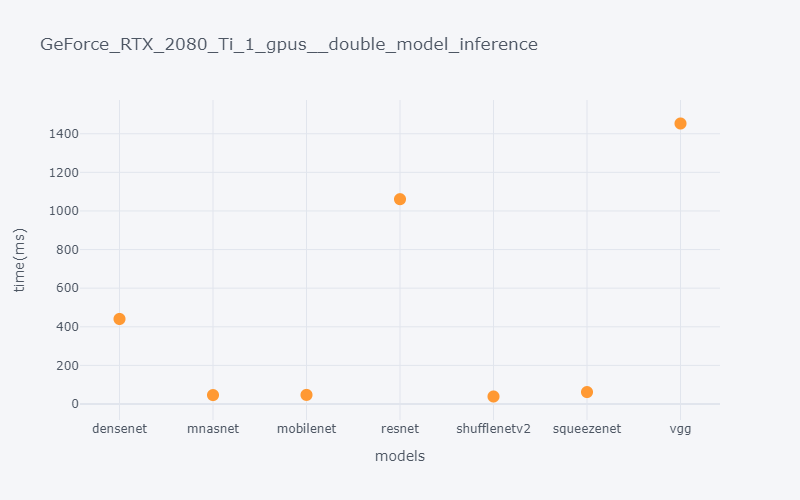 GeForce_RTX_2080_Ti_1_gpus__double_model_inference
1400
1200
1000
800
600
400
200
0
time(ms)
densenet mnasnet mobilenet resnet shufflenetv2 squeezenet vgg
models